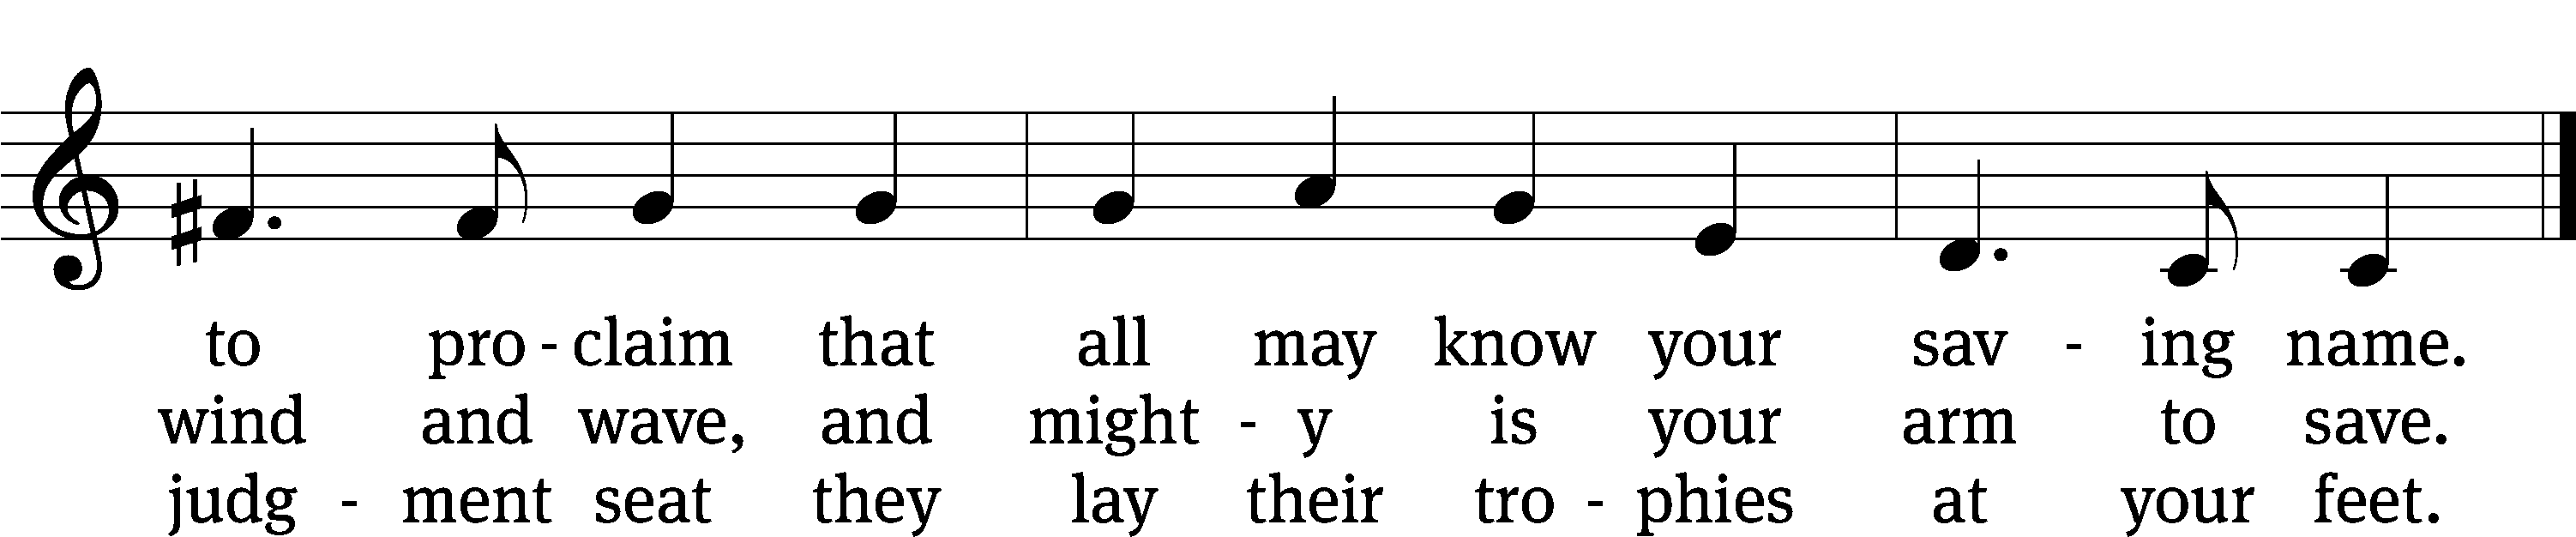 to pro - claim that all may know your sav - ing name.
wind and wave, and might - y is your arm to save.
judg - ment seat they lay their tro - phies at your feet.